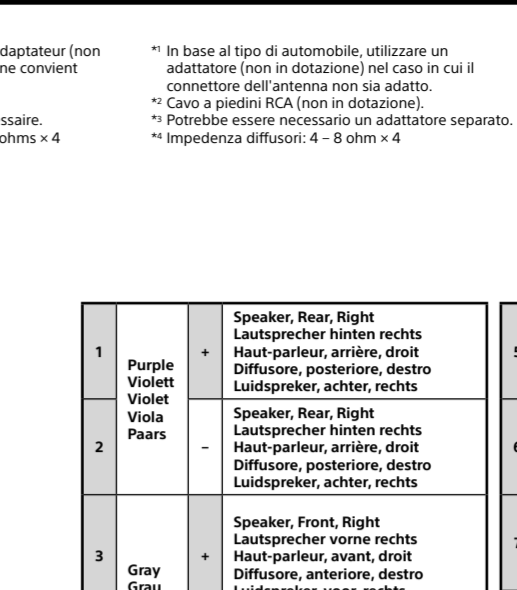 daptateur (non
ne convient
ssaire.
ohms × 4
*1 In base al tipo di automobile, utilizzare un
adattatore (non in dotazione) nel caso in cui il
connettore dell'antenna non sia adatto.
*2 Cavo a piedini RCA (non in dotazione).
*3 Potrebbe essere necessario un adattatore separato.
*4 Impedenza diffusori: 4 – 8 ohm × 4
1
Purple
Violett
Violet
Viola
Paars
+
Speaker, Rear, Right
Lautsprecher hinten rechts
Haut-parleur, arrière, droit
Diffusore, posteriore, destro
Luidspreker, achter, rechts
2
–
Speaker, Rear, Right
Lautsprecher hinten rechts
Haut-parleur, arrière, droit
Diffusore, posteriore, destro
Luidspreker, achter, rechts
3
Gray
Grau
+
Speaker, Front, Right
Lautsprecher vorne rechts
Haut-parleur, avant, droit
Diffusore, anteriore, destro
Luidspreker, voor, rechts